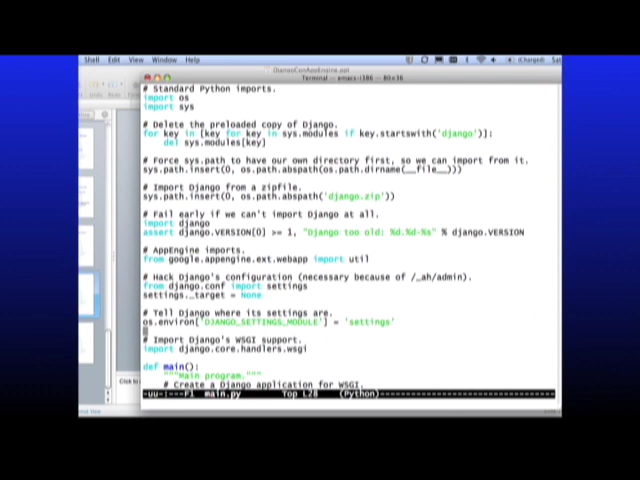 Shell Edit View Window Help
(Charged) Sat
DjangoConAppEngine.ppt
Terminal — emacs-i386 — 80×36
# Standard Python imports.
import os
import sys
# Delete the preloaded copy of Django.
for key in [key for key in sys.modules if key.startswith('django')]:
del sys.modules[key]
# Force sys.path to have our own directory first, so we can import from it.
sys.path.insert(0, os.path.abspath(os.path.dirname(__file__)))
# Import Django from a zipfile.
sys.path.insert(0, os.path.abspath('django.zip'))
# Fail early if we can't import Django at all.
import django
assert django.VERSION[0] >= 1, "Django too old: %d.%d-%s" % django.VERSION
# AppEngine imports.
from google.appengine.ext.webapp import util
# Hack Django's configuration (necessary because of /_ah/admin).
from django.conf import settings
settings._target = None
# Tell Django where its settings are.
os.environ['DJANGO_SETTINGS_MODULE'] = 'settings'
# Import Django's WSGI support.
import django.core.handlers.wsgi
def main():
"""Main program."""
# Create a Django application for WSGI.
-uu-:---F1 main.py Top L28 (Python)
Click to